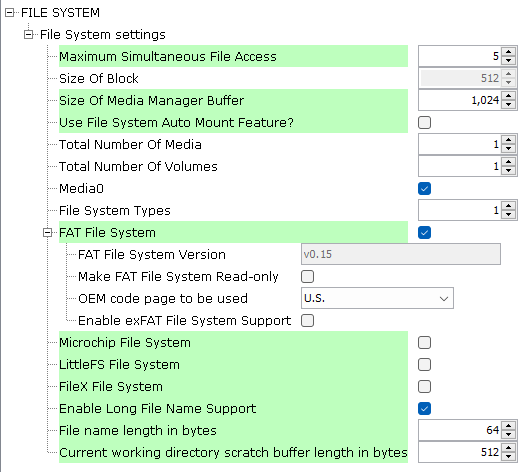 FILE SYSTEM
File System settings
Maximum Simultaneous File Access 5
Size Of Block 512
Size Of Media Manager Buffer 1,024
Use File System Auto Mount Feature?
Total Number Of Media 1
Total Number Of Volumes 1
Media0
File System Types 1
FAT File System
FAT File System Version v0.15
Make FAT File System Read-only
OEM code page to be used U.S.
Enable exFAT File System Support
Microchip File System
LittleFS File System
FileX File System
Enable Long File Name Support
File name length in bytes 64
Current working directory scratch buffer length in bytes 512